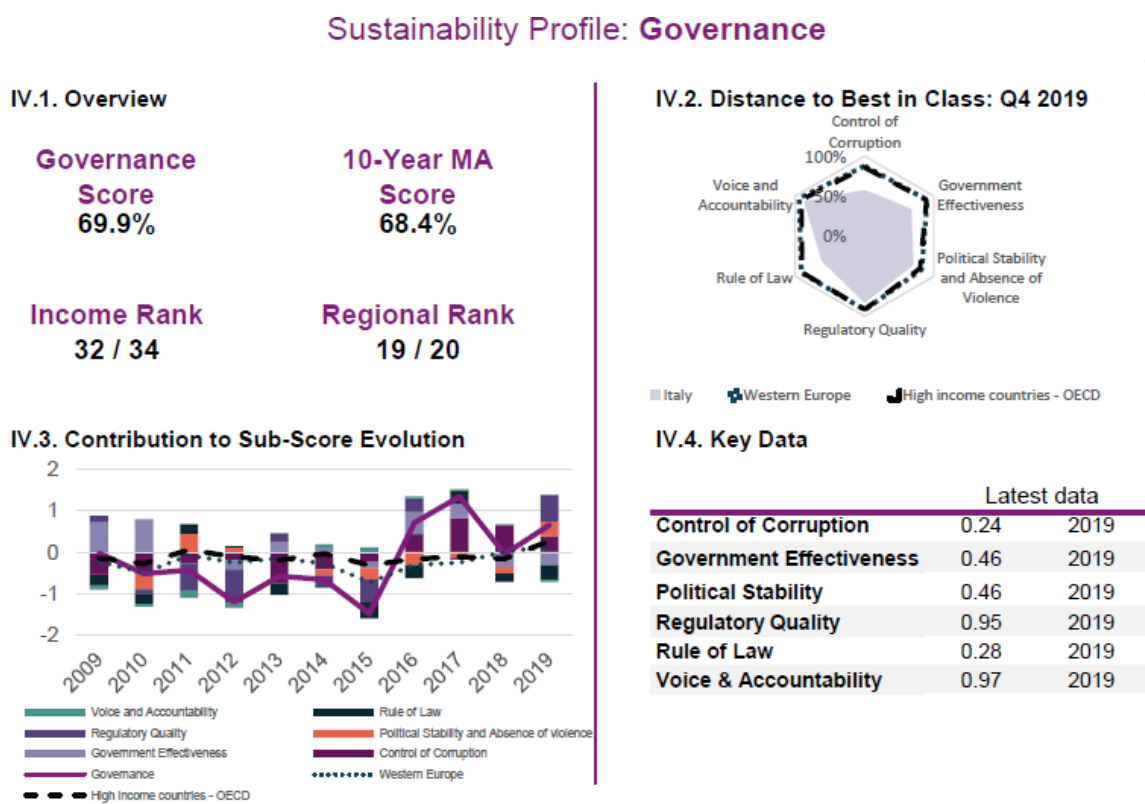 Sustainability Profile: Governance
IV.1. Overview
Governance
Score
69.9%
10-Year MA
Score
68.4%
Income Rank
32 / 34
Regional Rank
19 / 20
IV.2. Distance to Best in Class: Q4 2019
Control of
Corruption
100%
50%
0%
Government
Effectiveness
Political Stability
and Absence of
Violence
Regulatory Quality
Rule of Law
Voice and
Accountability
Italy
Western Europe
High income countries - OECD
IV.3. Contribution to Sub-Score Evolution
2
1
0
-1
-2
2009
2010
2011
2012
2013
2014
2015
2016
2017
2018
2019
Voice and Accountability
Rule of Law
Regulatory Quality
Political Stability and Absence of violence
Government Effectiveness
Control of Corruption
Governance
Western Europe
High Income countries - OECD
IV.4. Key Data
Latest data
Control of Corruption 0.24 2019
Government Effectiveness 0.46 2019
Political Stability 0.46 2019
Regulatory Quality 0.95 2019
Rule of Law 0.28 2019
Voice & Accountability 0.97 2019